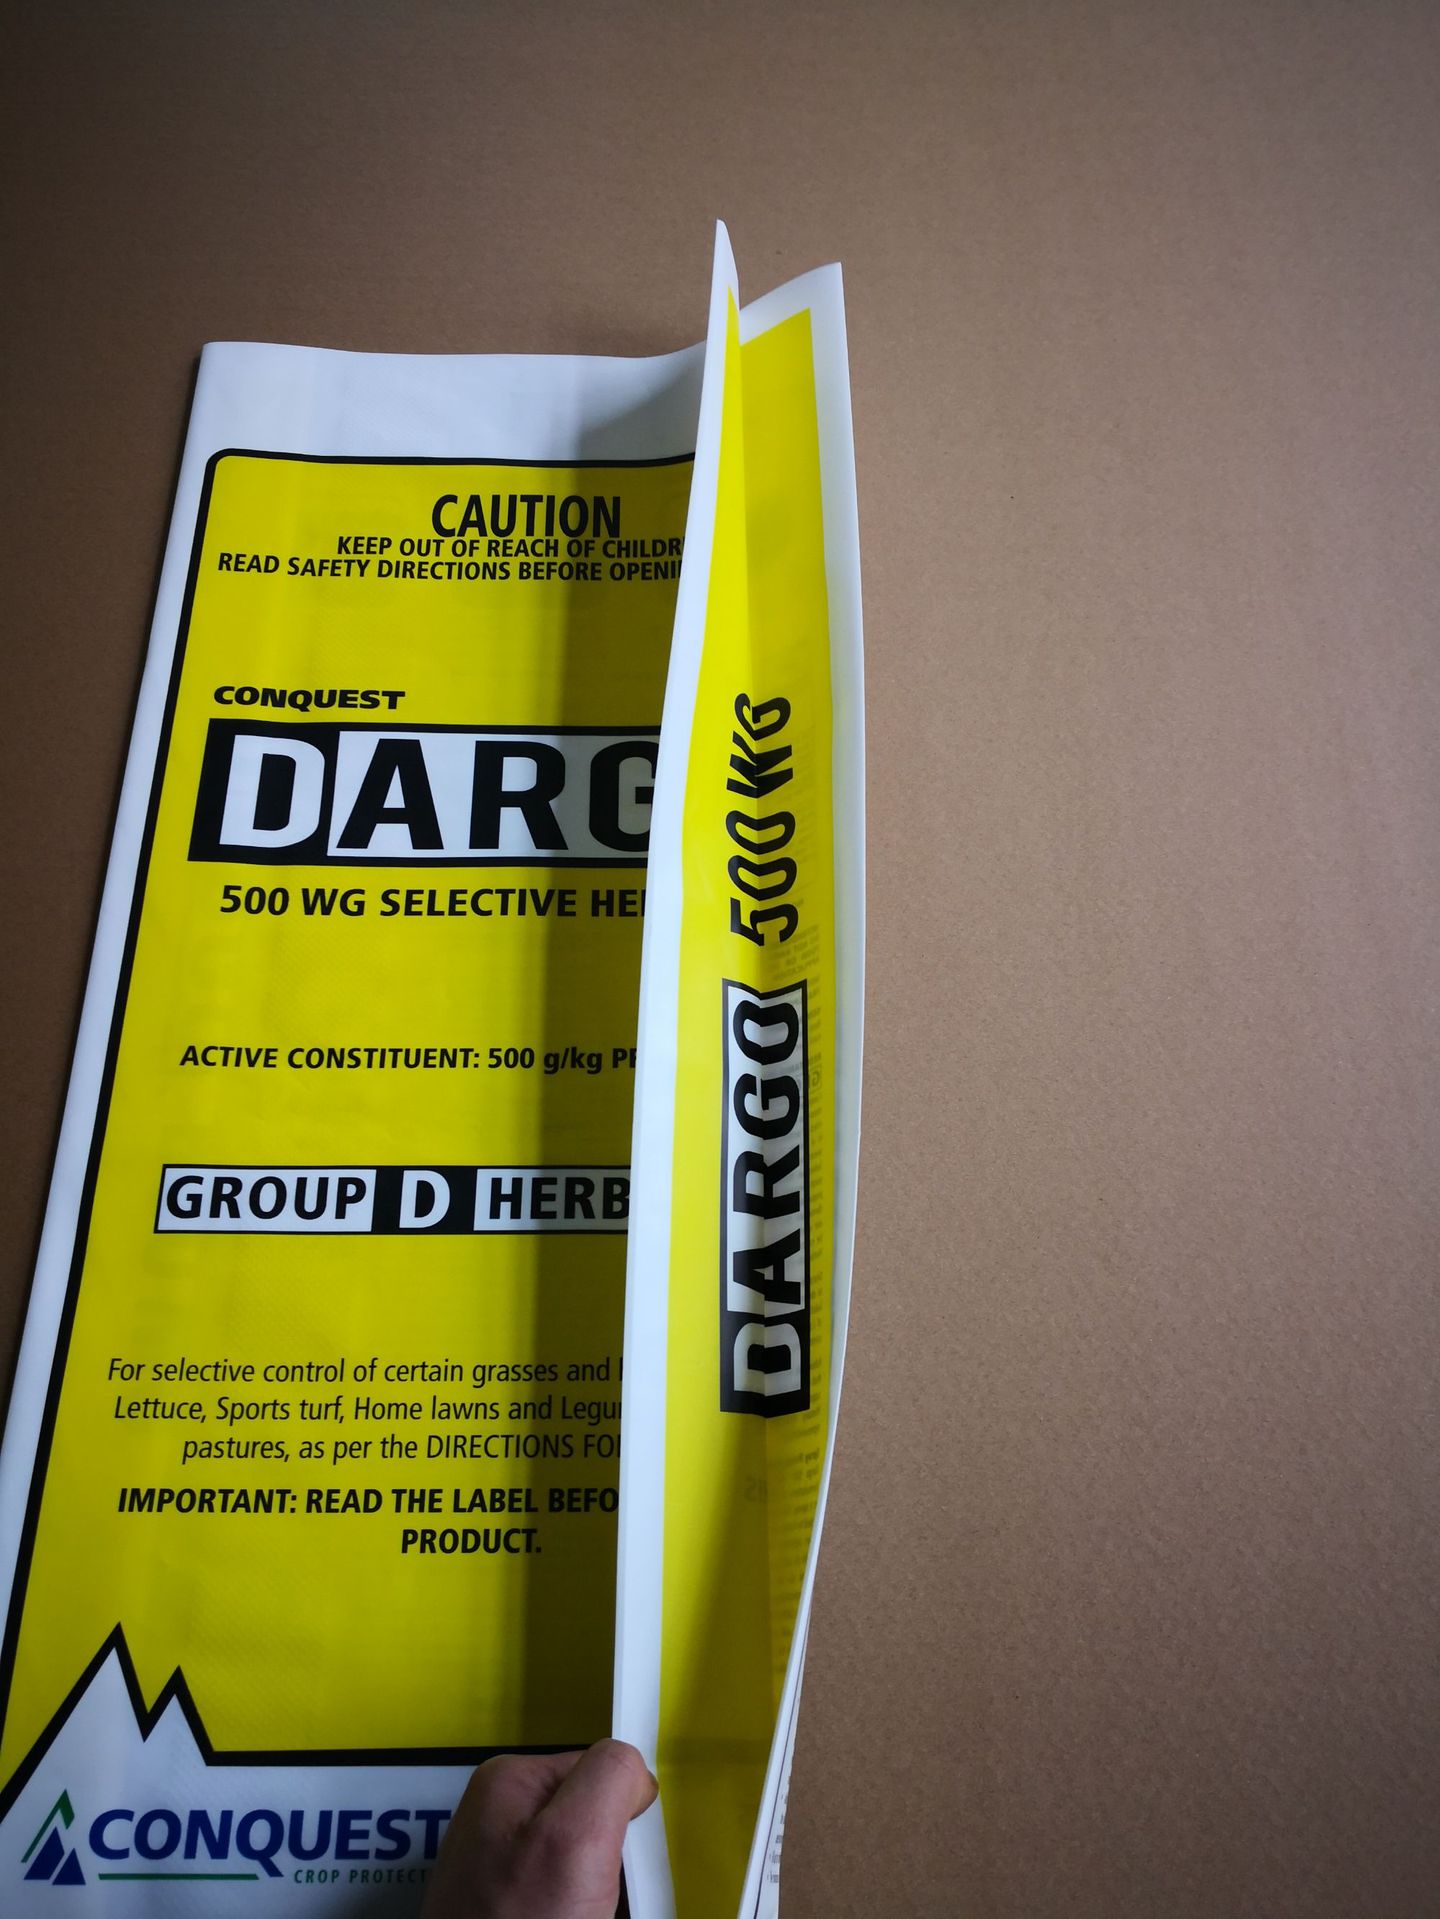 CAUTION
KEEP OUT OF REACH OF CHILDR
READ SAFETY DIRECTIONS BEFORE OPENI
CONQUEST
DARG
500 WG SELECTIVE HE
ACTIVE CONSTITUENT: 500 g/kg P
GROUP D HERB
For selective control of certain grasses and
Lettuce, Sports turf, Home lawns and Legu
pastures, as per the DIRECTIONS FO
IMPORTANT: READ THE LABEL BEFO
PRODUCT.
CONQUEST
CROP PROTECT
DARGO 500 WG